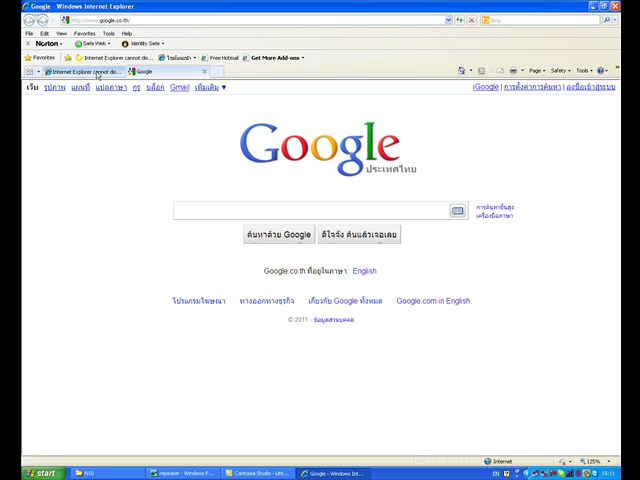 Google - Windows Internet Explorer
http://www.google.co.th/
Bing
File Edit View Favorites Tools Help
Norton Safe Web Identity Safe
Favorites Internet Explorer cannot dis... Free Hotmail Get More Add-ons
Internet Explorer cannot dis... Google
Page Safety Tools
เว็บ รูปภาพ แผนที่ แปลภาษา กูรู บล็อก Gmail เพิ่มเติม ▼
iGoogle | การตั้งค่าการค้นหา | ลงชื่อเข้าสู่ระบบ
Google
ประเทศไทย
การค้นหาขั้นสูง
เครื่องมือภาษา
ค้นหาด้วย Google ดีใจจัง ค้นแล้วเจอเลย
Google.co.th ที่อยู่ในภาษา: English
โปรแกรมโฆษณา ทางออกทางธุรกิจ เกี่ยวกับ Google ทั้งหมด Google.com in English
© 2011 - ข้อมูลส่วนบุคคล
Internet 125%
start repeater - Windows P... Camtasia Studio - Unt... Google - Windows Int... EN 15:11